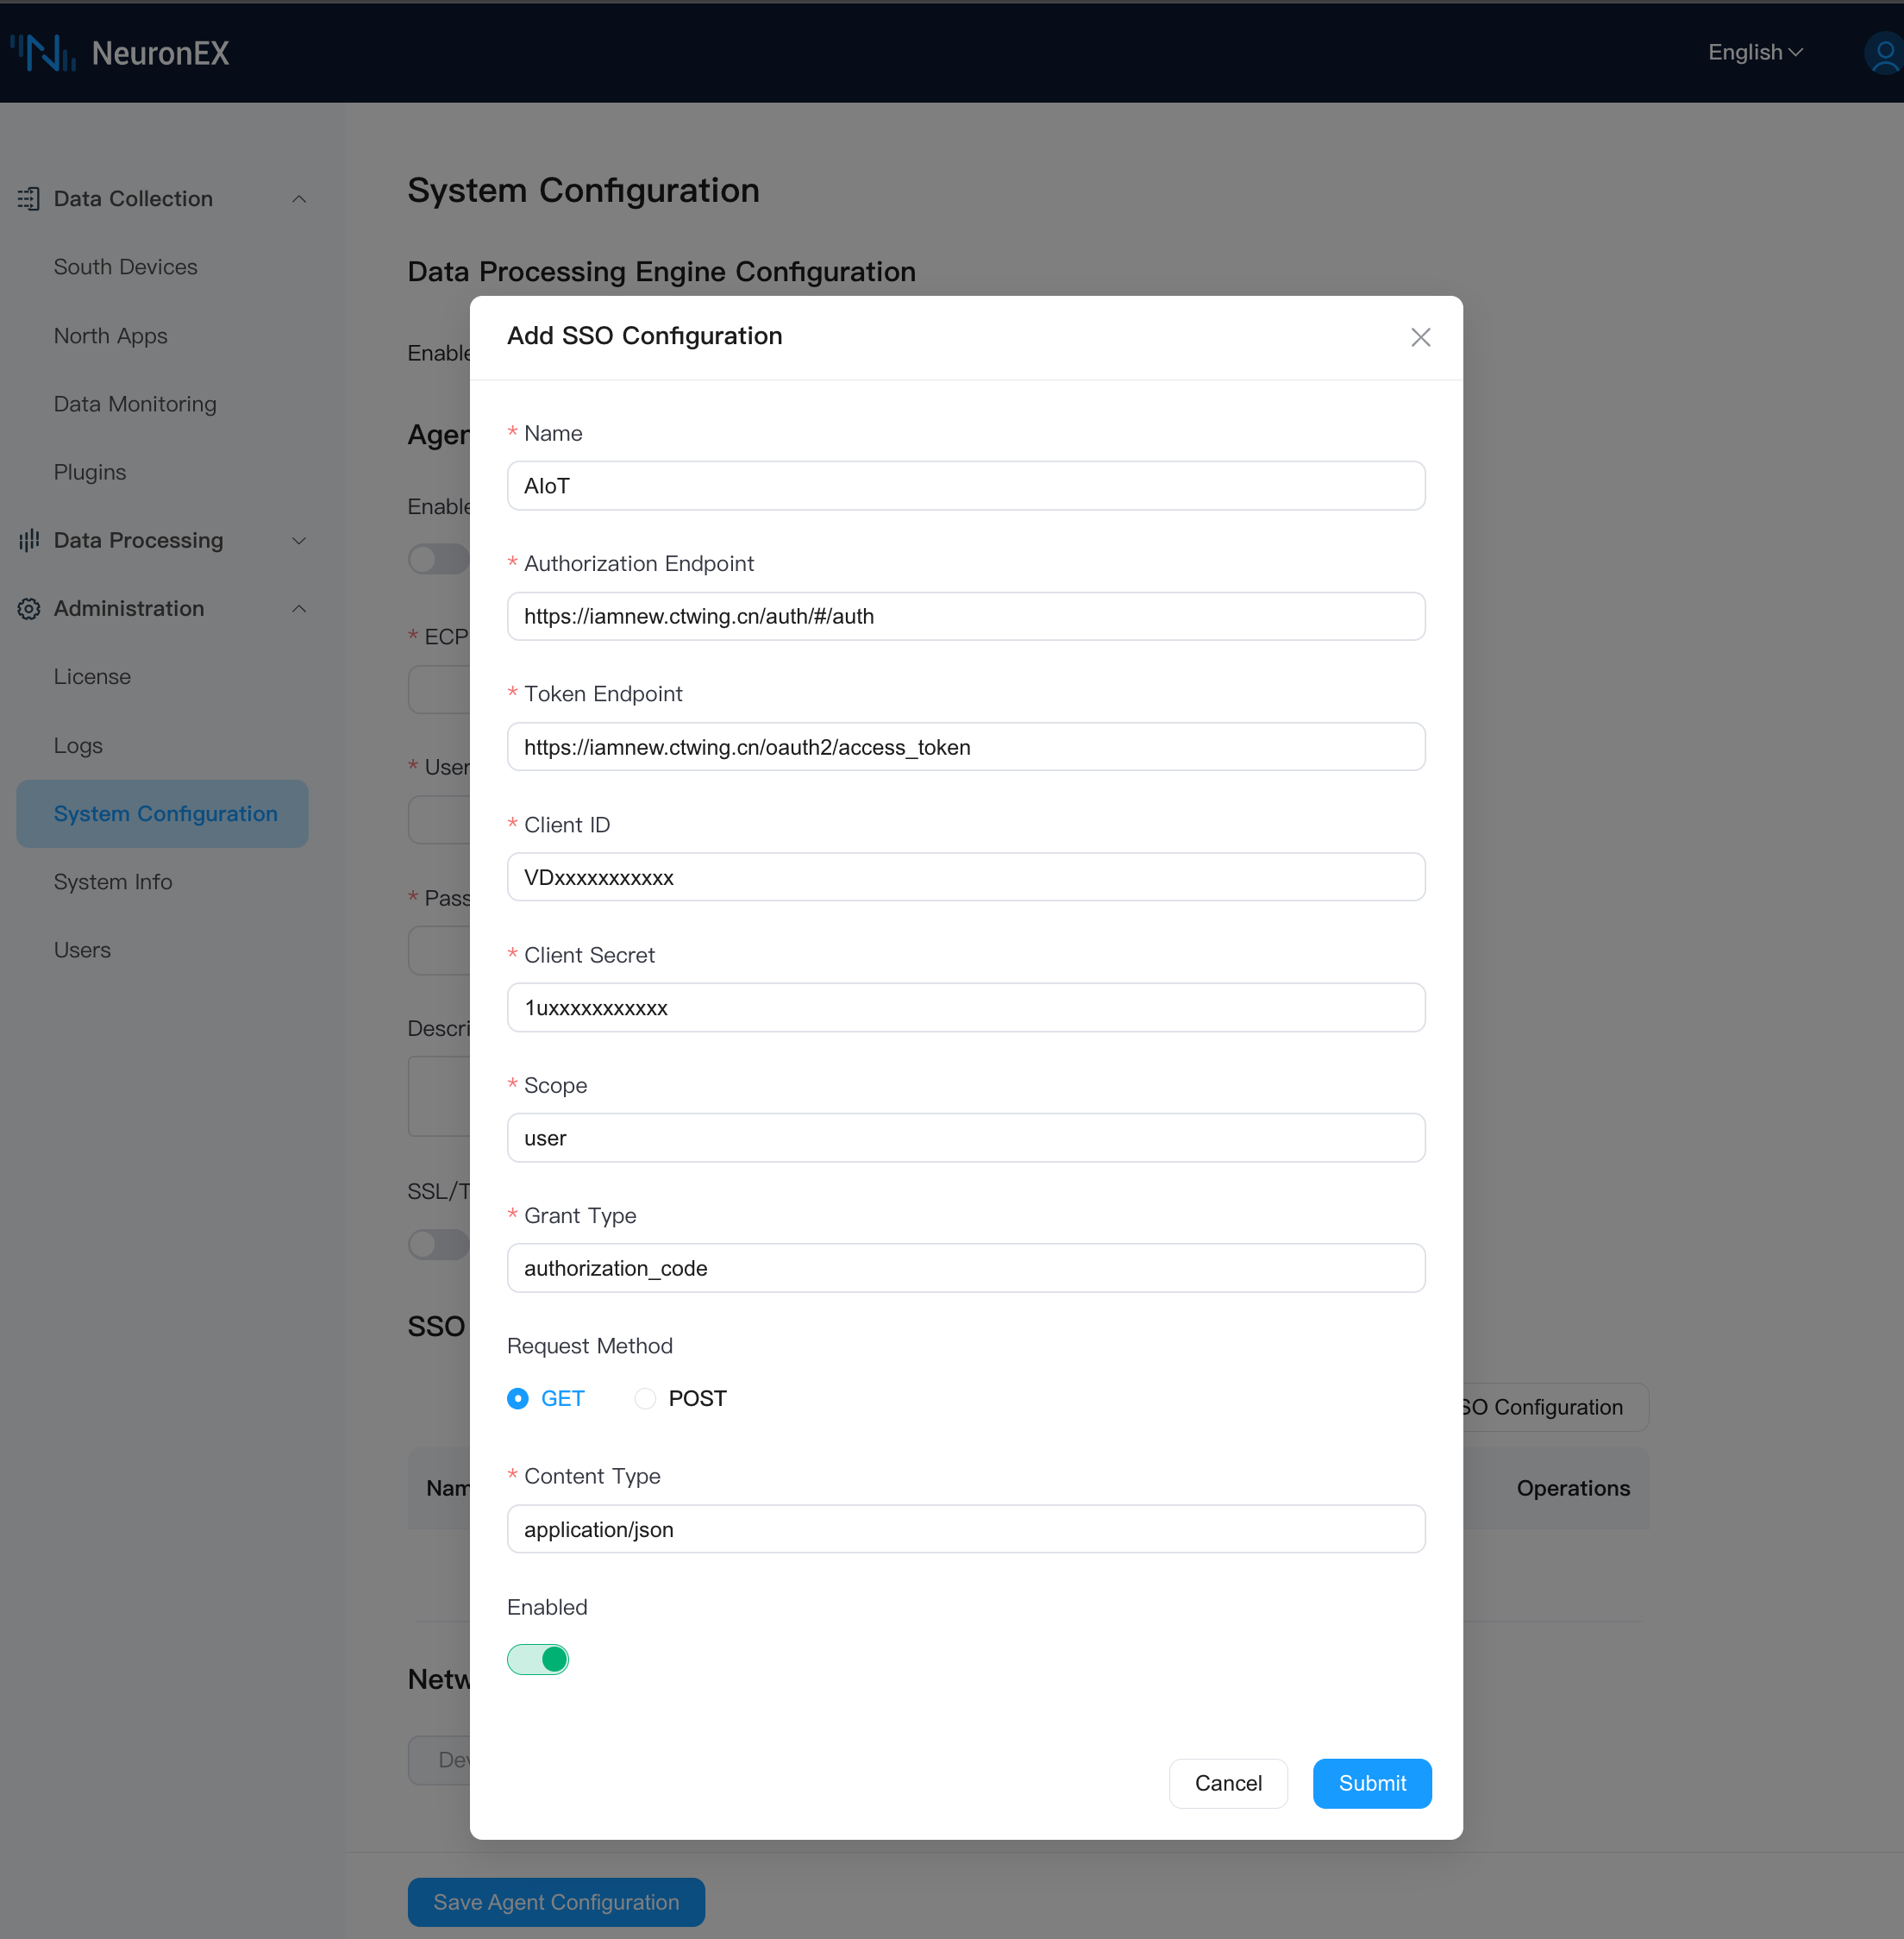 NeuronEX
English
Data Collection
South Devices
North Apps
Data Monitoring
Plugins
Data Processing
Administration
License
Logs
System Configuration
System Info
Users
System Configuration
Data Processing Engine Configuration
Enable
Agen
Enable
* ECP
* User
* Pass
Descri
SSL/T
SSO
SO Configuration
Nam
Operations
Netw
Dev
Save Agent Configuration
Add SSO Configuration
* Name
AIoT
* Authorization Endpoint
https://iamnew.ctwing.cn/auth/#/auth
* Token Endpoint
https://iamnew.ctwing.cn/oauth2/access_token
* Client ID
VDxxxxxxxxxxx
* Client Secret
1uxxxxxxxxxxx
* Scope
user
* Grant Type
authorization_code
Request Method
GET POST
* Content Type
application/json
Enabled
Cancel Submit